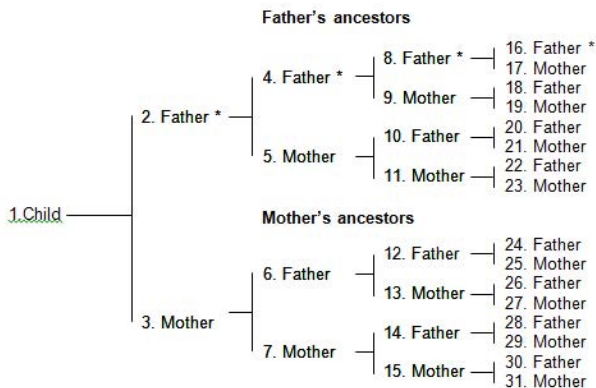 Father's ancestors
1.Child
2. Father *
3. Mother
4. Father *
5. Mother
8. Father *
9. Mother
10. Father
11. Mother
16. Father *
17. Mother
18. Father
19. Mother
20. Father
21. Mother
22. Father
23. Mother
Mother's ancestors
6. Father
7. Mother
12. Father
13. Mother
14. Father
15. Mother
24. Father
25. Mother
26. Father
27. Mother
28. Father
29. Mother
30. Father
31. Mother